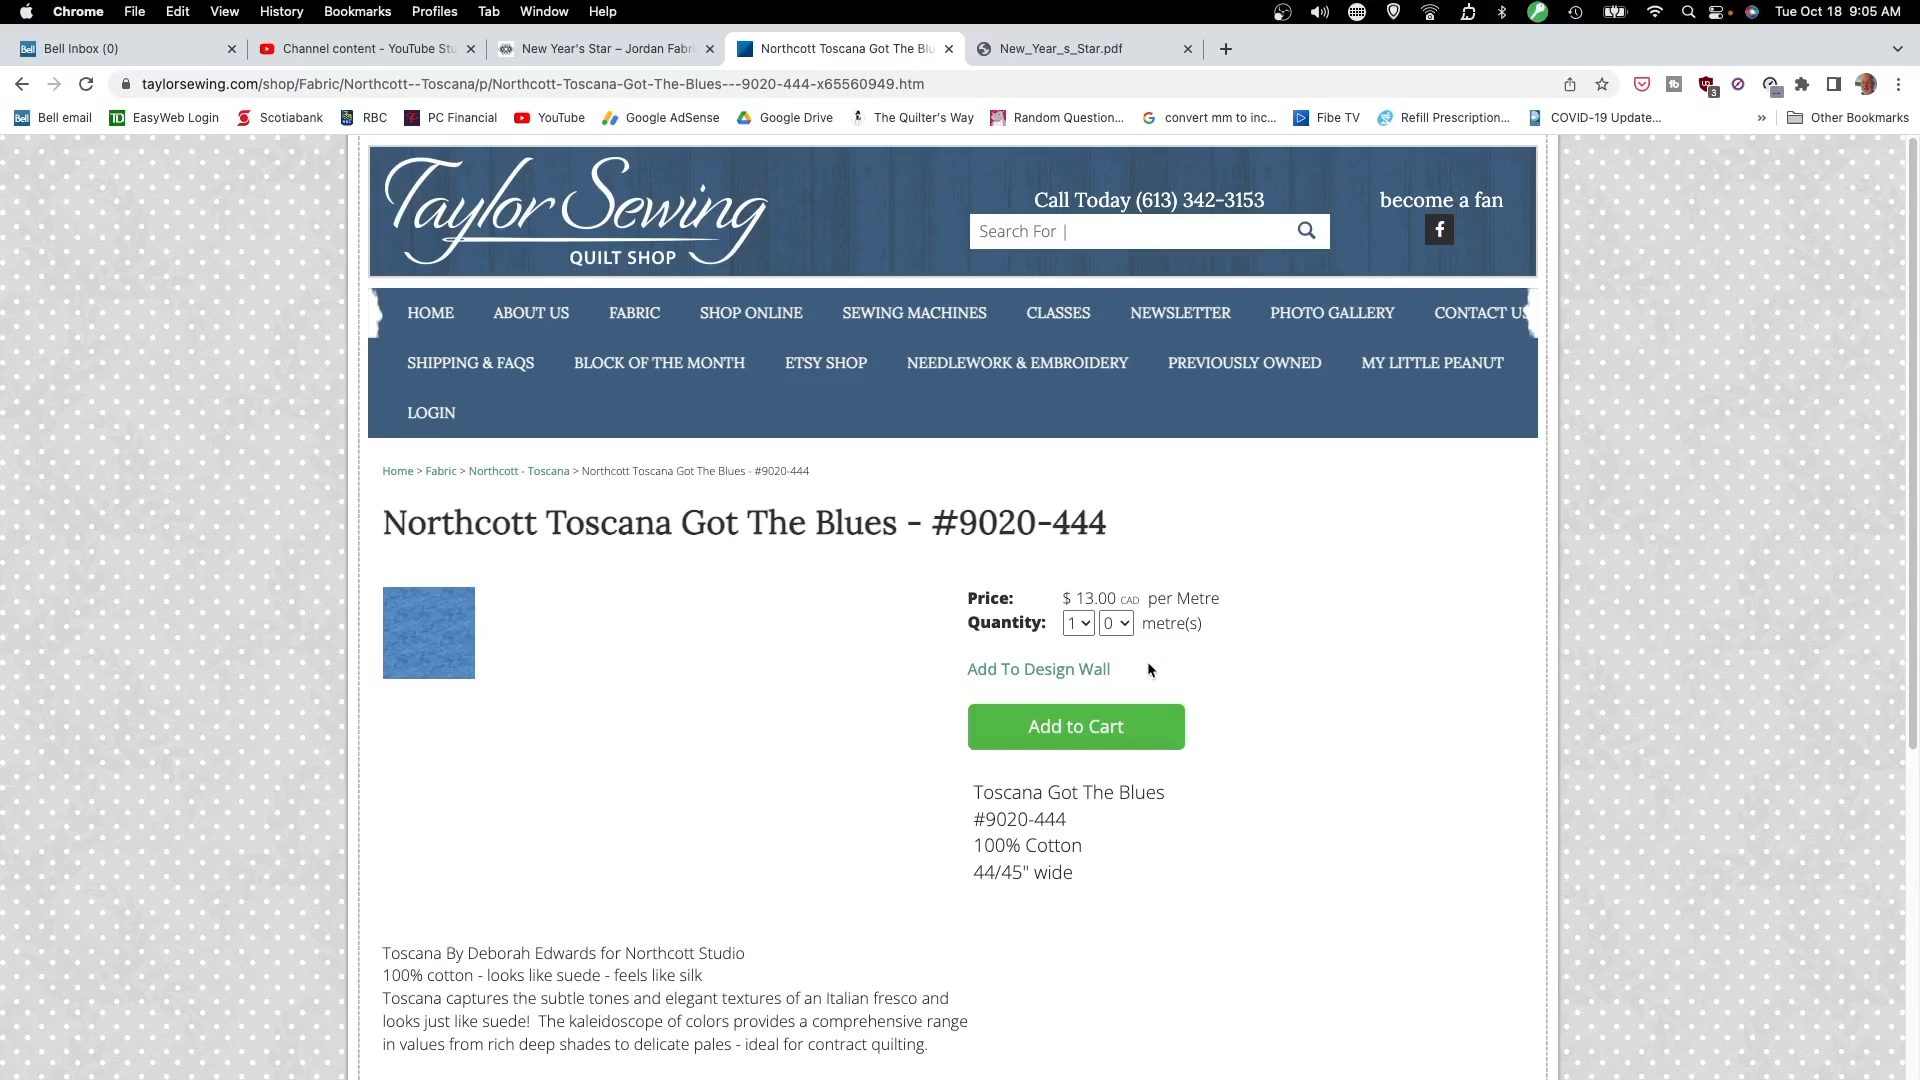 Chrome File Edit View History Bookmarks Profiles Tab Window Help Tue Oct 18 9:05 AM
Bell Bell Inbox (0) Channel content - YouTube Stu New Year's Star – Jordan Fabri Northcott Toscana Got The Blu New_Year_s_Star.pdf
taylorsewing.com/shop/Fabric/Northcott--Toscana/p/Northcott-Toscana-Got-The-Blues---9020-444-x65560949.htm
Bell Bell email TD EasyWeb Login Scotiabank RBC PC Financial YouTube Google AdSense Google Drive The Quilter's Way Random Question... convert mm to inc... Fibe TV Refill Prescription... COVID-19 Update... » Other Bookmarks
Taylor Sewing
QUILT SHOP
Call Today (613) 342-3153
become a fan
Search For |
HOME ABOUT US FABRIC SHOP ONLINE SEWING MACHINES CLASSES NEWSLETTER PHOTO GALLERY CONTACT US
SHIPPING & FAQS BLOCK OF THE MONTH ETSY SHOP NEEDLEWORK & EMBROIDERY PREVIOUSLY OWNED MY LITTLE PEANUT
LOGIN
Home > Fabric > Northcott - Toscana > Northcott Toscana Got The Blues - #9020-444
Northcott Toscana Got The Blues - #9020-444
Price: $ 13.00 CAD per Metre
Quantity: 1 0 metre(s)
Add To Design Wall
Add to Cart
Toscana Got The Blues
#9020-444
100% Cotton
44/45" wide
Toscana By Deborah Edwards for Northcott Studio
100% cotton - looks like suede - feels like silk
Toscana captures the subtle tones and elegant textures of an Italian fresco and
looks just like suede! The kaleidoscope of colors provides a comprehensive range
in values from rich deep shades to delicate pales - ideal for contract quilting.